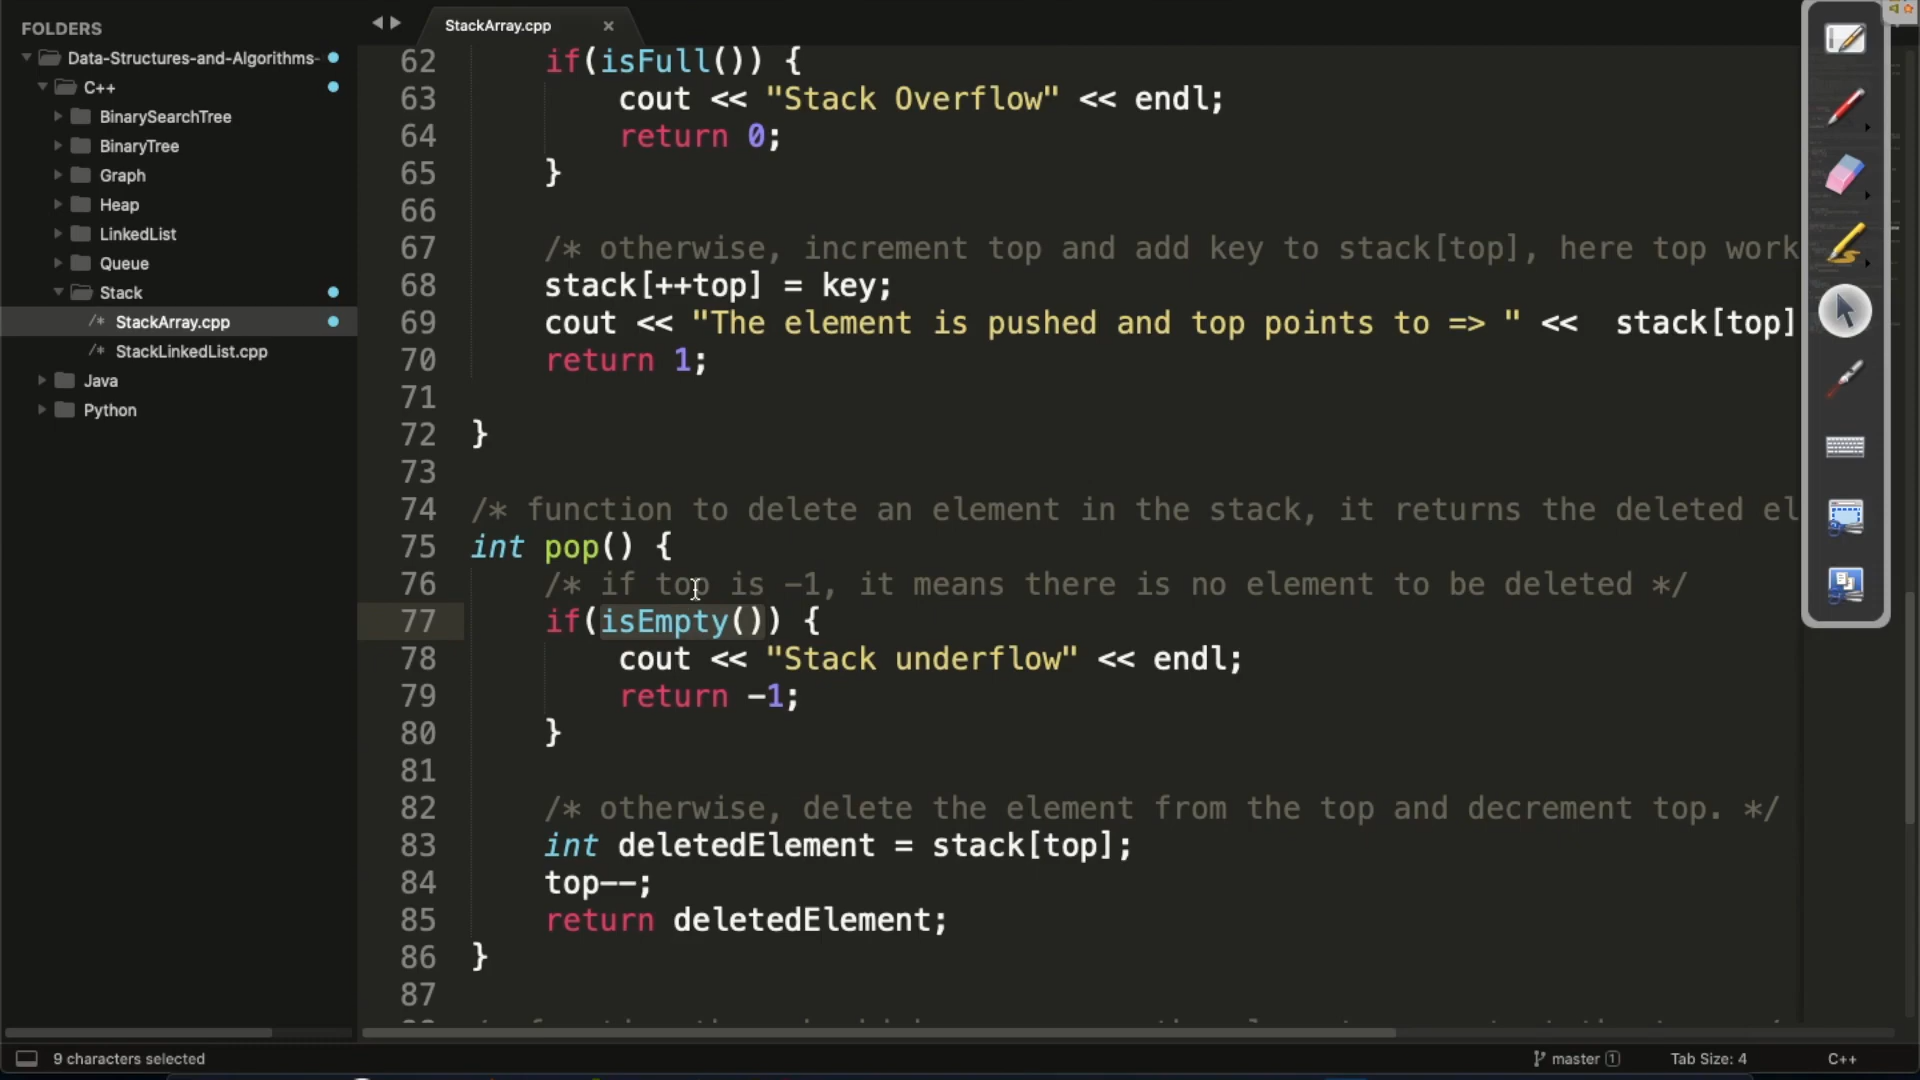 FOLDERS
Data-Structures-and-Algorithms-
C++
BinarySearchTree
BinaryTree
Graph
Heap
LinkedList
Queue
Stack
/* StackArray.cpp
/* StackLinkedList.cpp
Java
Python
StackArray.cpp ×
62 if(isFull()) {
63 cout << "Stack Overflow" << endl;
64 return 0;
65 }
66
67 /* otherwise, increment top and add key to stack[top], here top work
68 stack[++top] = key;
69 cout << "The element is pushed and top points to => " << stack[top]
70 return 1;
71
72 }
73
74 /* function to delete an element in the stack, it returns the deleted el
75 int pop() {
76 /* if top is -1, it means there is no element to be deleted */
77 if(isEmpty()) {
78 cout << "Stack underflow" << endl;
79 return -1;
80 }
81
82 /* otherwise, delete the element from the top and decrement top. */
83 int deletedElement = stack[top];
84 top--;
85 return deletedElement;
86 }
87
9 characters selected
master 1
Tab Size: 4
C++